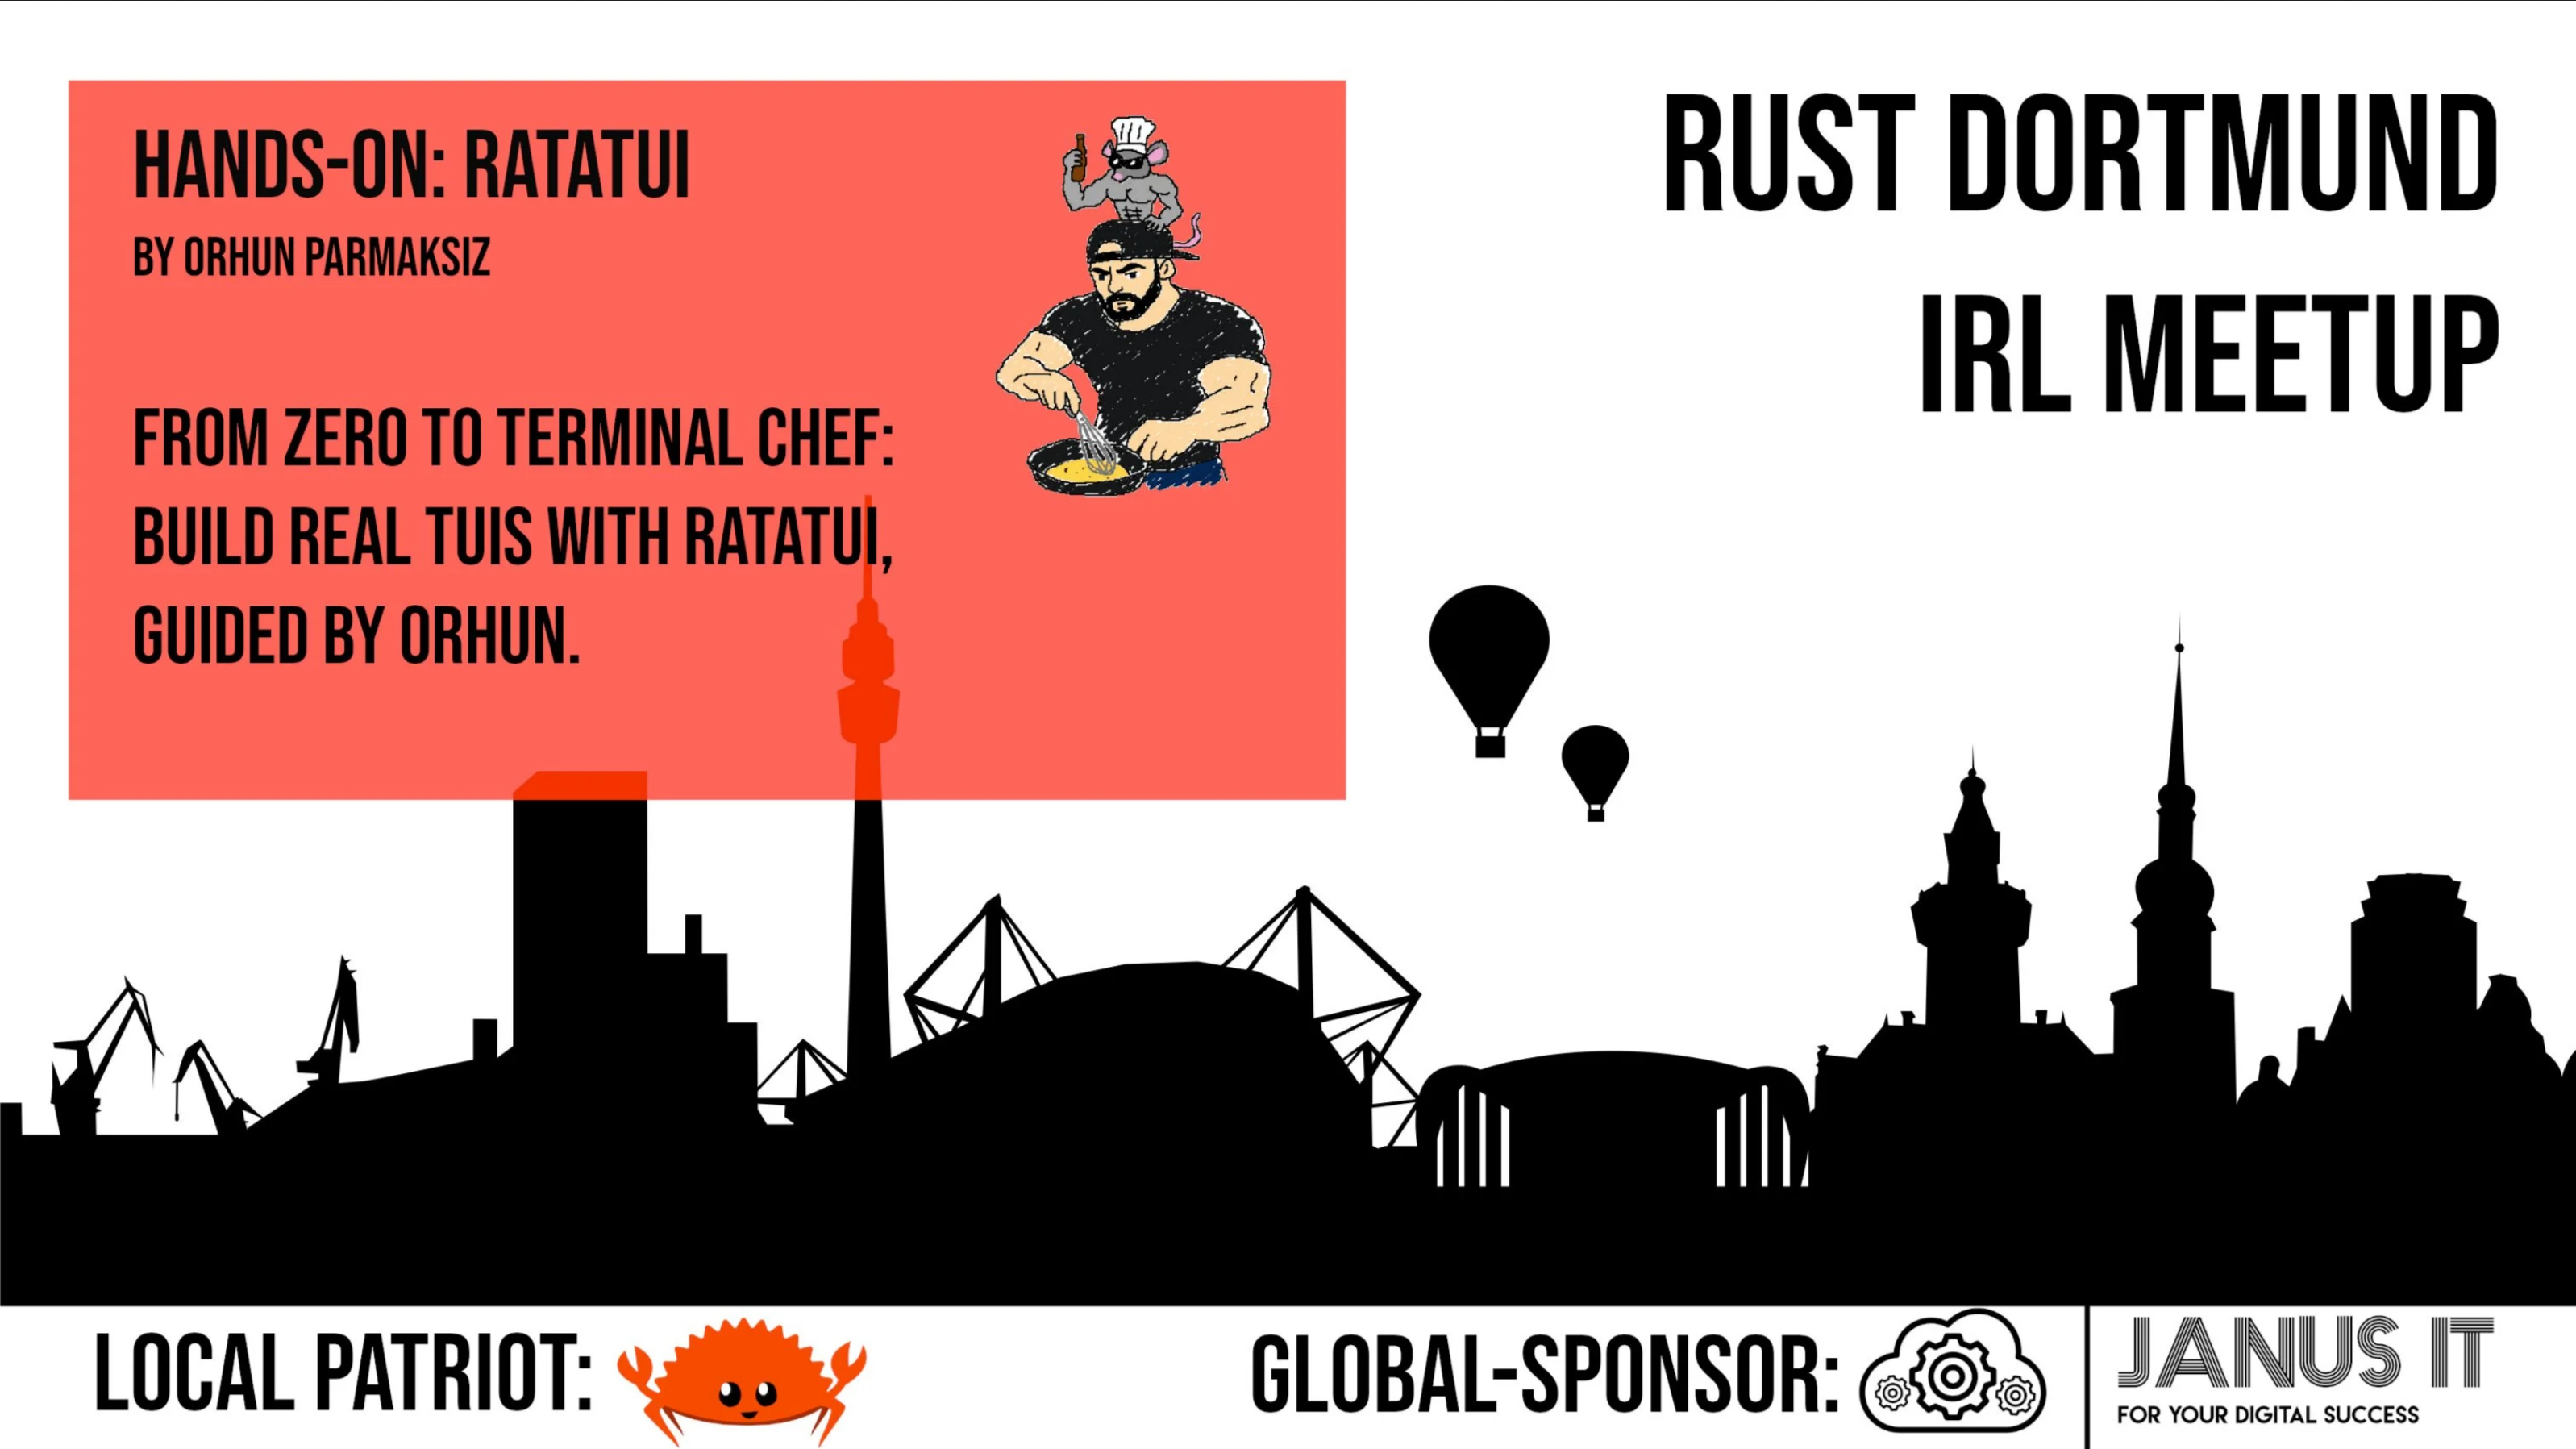 HANDS-ON: RATATUI
BY ORHUN PARMAKSIZ
FROM ZERO TO TERMINAL CHEF:
BUILD REAL TUIS WITH RATATUI,
GUIDED BY ORHUN.
RUST DORTMUND
IRL MEETUP
LOCAL PATRIOT:
GLOBAL-SPONSOR:
JANUS IT
FOR YOUR DIGITAL SUCCESS